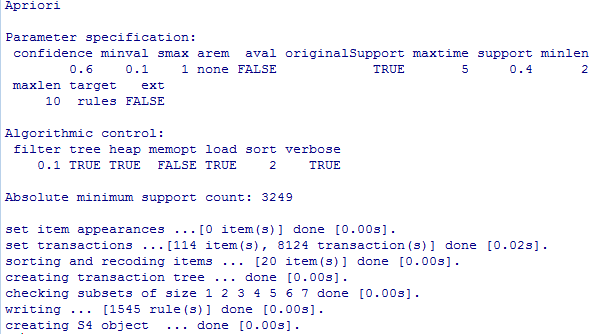 Apriori
Parameter specification:
confidence minval smax arem aval originalSupport maxtime support minlen
0.6 0.1 1 none FALSE TRUE 5 0.4 2
maxlen target ext
10 rules FALSE
Algorithmic control:
filter tree heap memopt load sort verbose
0.1 TRUE TRUE FALSE TRUE 2 TRUE
Absolute minimum support count: 3249
set item appearances ...[0 item(s)] done [0.00s].
set transactions ...[114 item(s), 8124 transaction(s)] done [0.02s].
sorting and recoding items ... [20 item(s)] done [0.00s].
creating transaction tree ... done [0.00s].
checking subsets of size 1 2 3 4 5 6 7 done [0.00s].
writing ... [1545 rule(s)] done [0.00s].
creating S4 object ... done [0.00s].